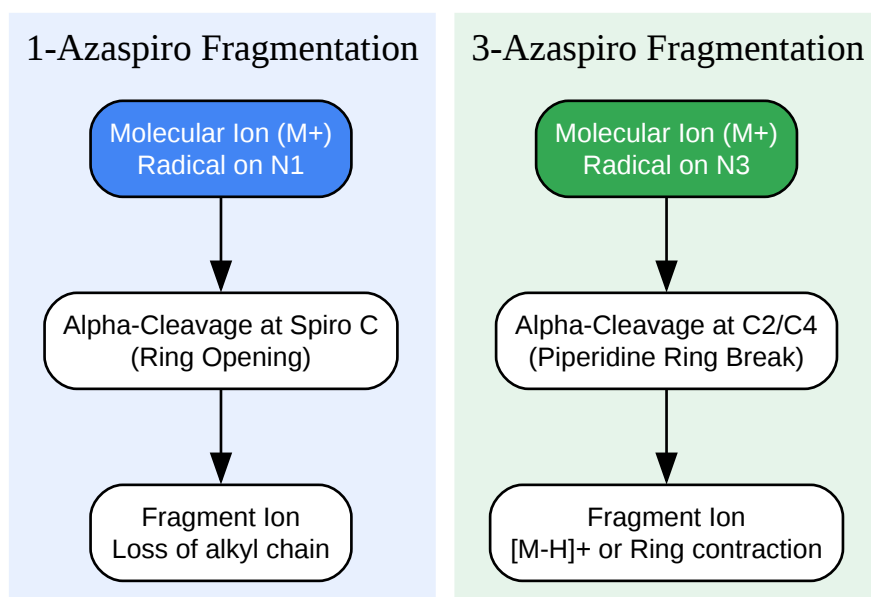 1-Azaspiro Fragmentation
Molecular Ion (M+)
Radical on N1
Alpha-Cleavage at Spiro C
(Ring Opening)
Fragment Ion
Loss of alkyl chain
3-Azaspiro Fragmentation
Molecular Ion (M+)
Radical on N3
Alpha-Cleavage at C2/C4
(Piperidine Ring Break)
Fragment Ion
[M-H]+ or Ring contraction